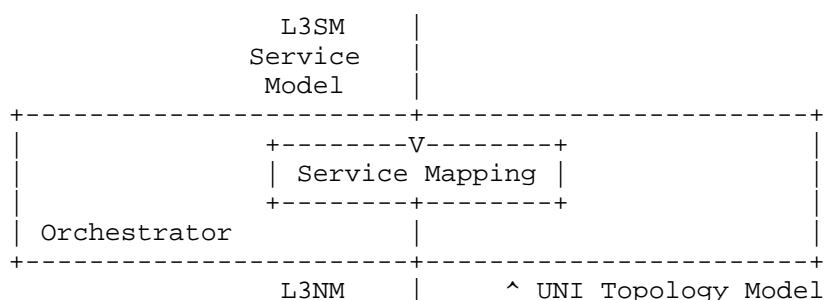 L3SM |
Service |
Model |
+------------------------+------------------------+
| +--------V--------+ |
| | Service Mapping | |
| +--------+--------+ |
| Orchestrator | |
+------------------------+------------------------+
L3NM | ^ UNI Topology Model